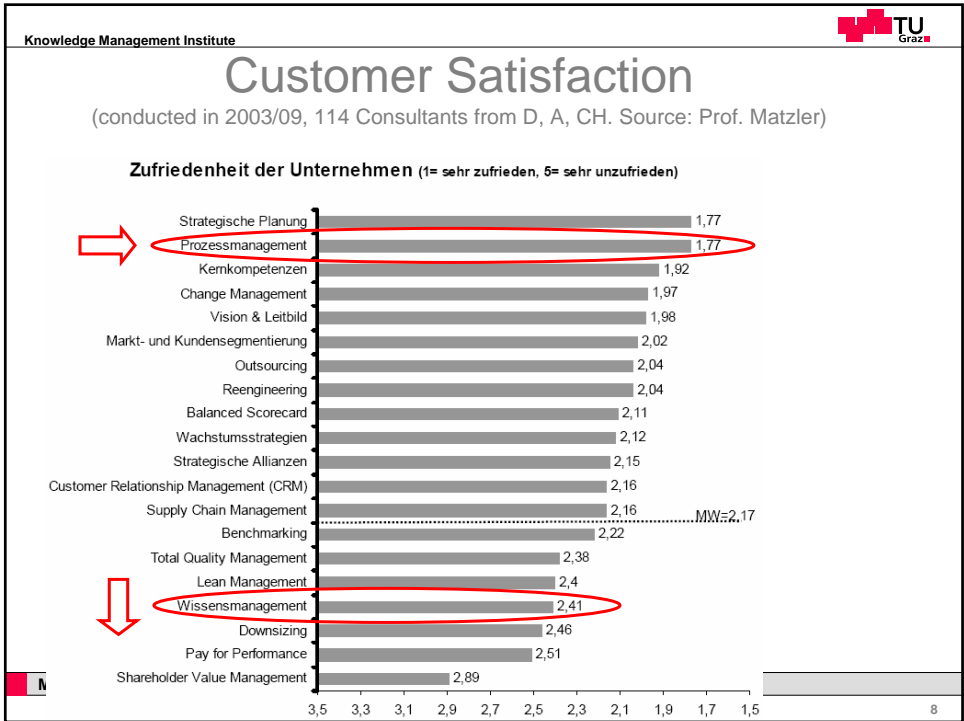 Knowledge Management Institute
TU
Graz
Customer Satisfaction
(conducted in 2003/09, 114 Consultants from D, A, CH. Source: Prof. Matzler)
Zufriedenheit der Unternehmen (1= sehr zufrieden, 5= sehr unzufrieden)
Strategische Planung 1,77
Prozessmanagement 1,77
Kernkompetenzen 1,92
Change Management 1,97
Vision & Leitbild 1,98
Markt- und Kundensegmentierung 2,02
Outsourcing 2,04
Reengineering 2,04
Balanced Scorecard 2,11
Wachstumsstrategien 2,12
Strategische Allianzen 2,15
Customer Relationship Management (CRM) 2,16
Supply Chain Management 2,16
MW=2,17
Benchmarking 2,22
Total Quality Management 2,38
Lean Management 2,4
Wissensmanagement 2,41
Downsizing 2,46
Pay for Performance 2,51
Shareholder Value Management 2,89
3,5 3,3 3,1 2,9 2,7 2,5 2,3 2,1 1,9 1,7 1,5
8